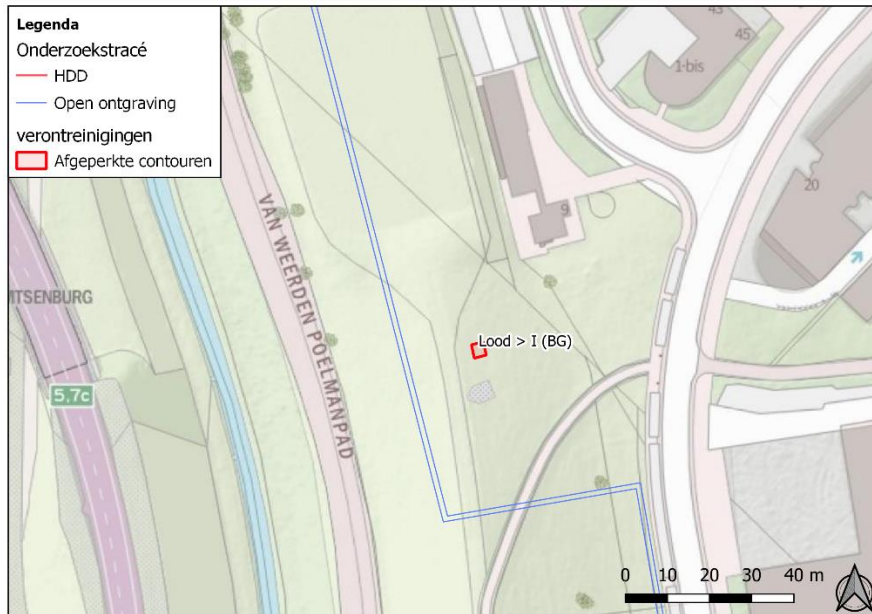 Legenda
Onderzoekstracé
HDD
Open ontgraving
verontreinigingen
Afgeperkte contouren
43
45
1-bis
20
9
VAN WEERDEN POELMANPAD
MTSENBURG
5,7c
Lood > I (BG)
0 10 20 30 40 m